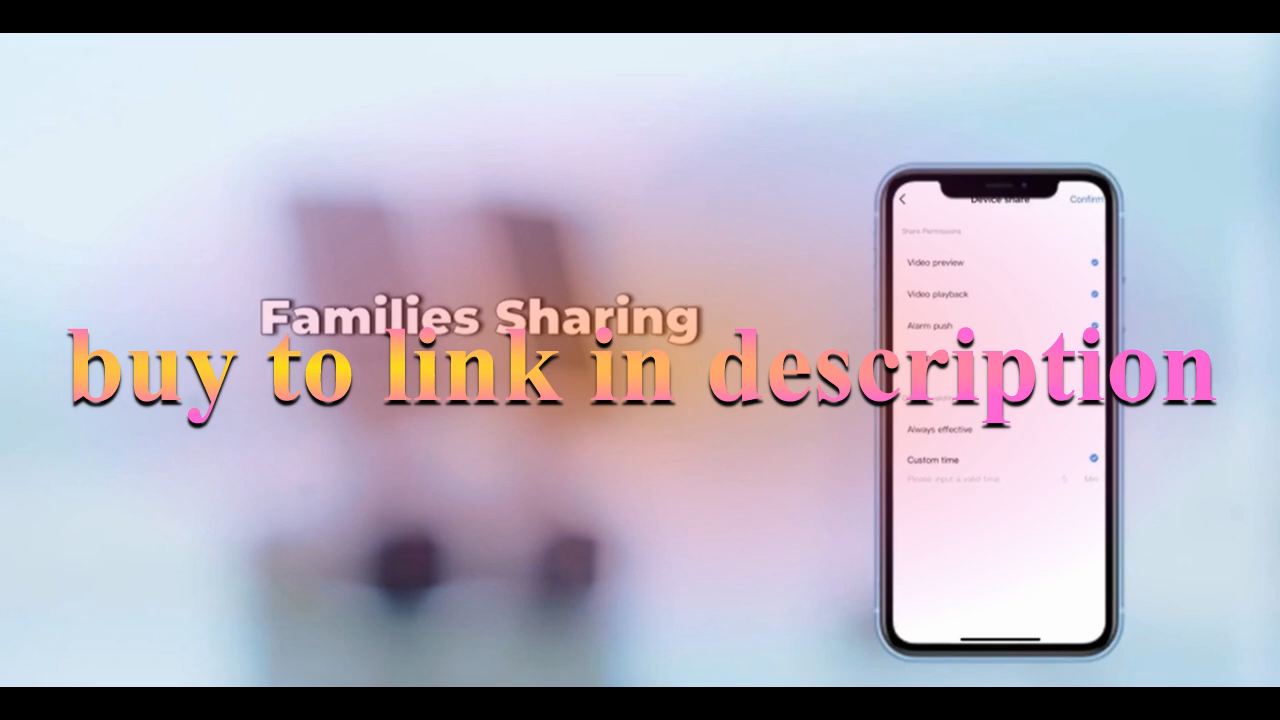 Families Sharing
buy to link in description
Device share
Confirm
Share Permissions
Video preview
Video playback
Alarm push
Always effective
Custom time
Please input a valid time
5 Min